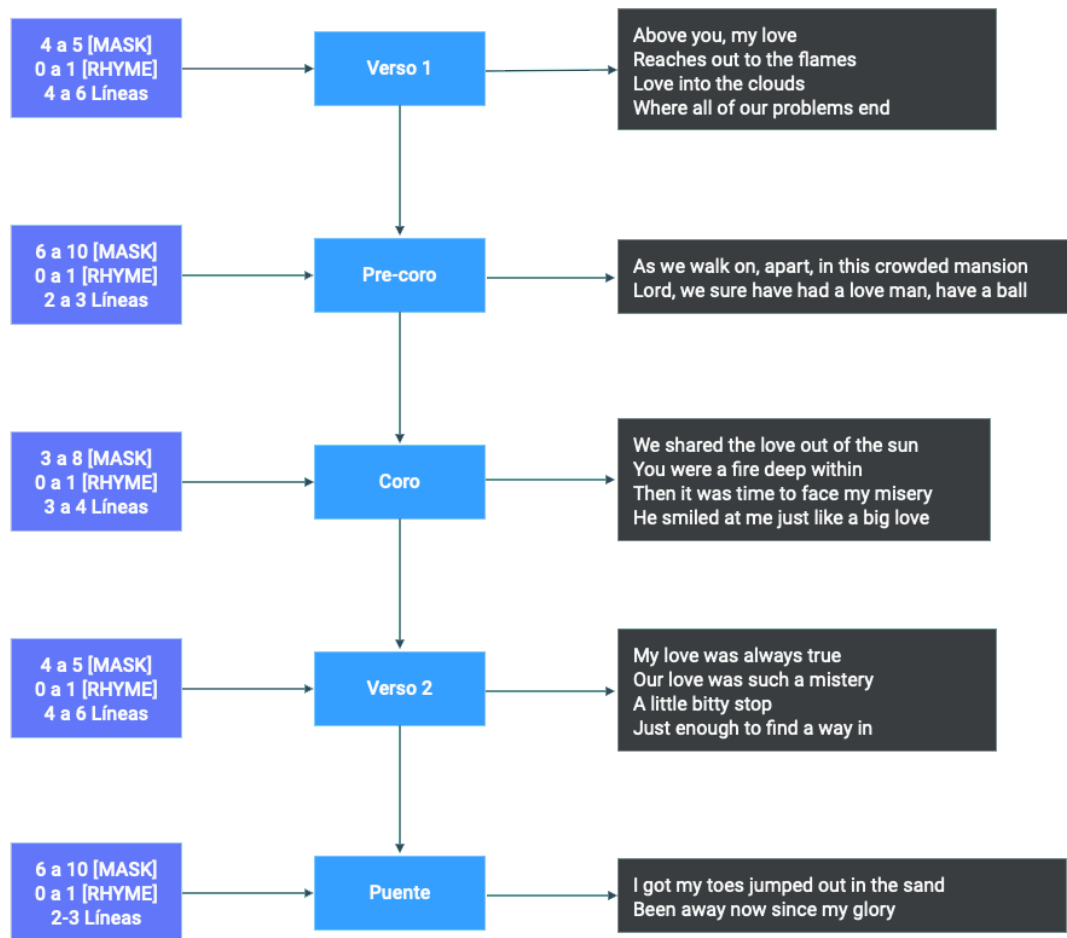 4 a 5 [MASK]
0 a 1 [RHYME]
4 a 6 Líneas
Verso 1
Above you, my love
Reaches out to the flames
Love into the clouds
Where all of our problems end
6 a 10 [MASK]
0 a 1 [RHYME]
2 a 3 Líneas
Pre-coro
As we walk on, apart, in this crowded mansion
Lord, we sure have had a love man, have a ball
3 a 8 [MASK]
0 a 1 [RHYME]
3 a 4 Líneas
Coro
We shared the love out of the sun
You were a fire deep within
Then it was time to face my misery
He smiled at me just like a big love
4 a 5 [MASK]
0 a 1 [RHYME]
4 a 6 Líneas
Verso 2
My love was always true
Our love was such a mistery
A little bitty stop
Just enough to find a way in
6 a 10 [MASK]
0 a 1 [RHYME]
2-3 Líneas
Puente
I got my toes jumped out in the sand
Been away now since my glory